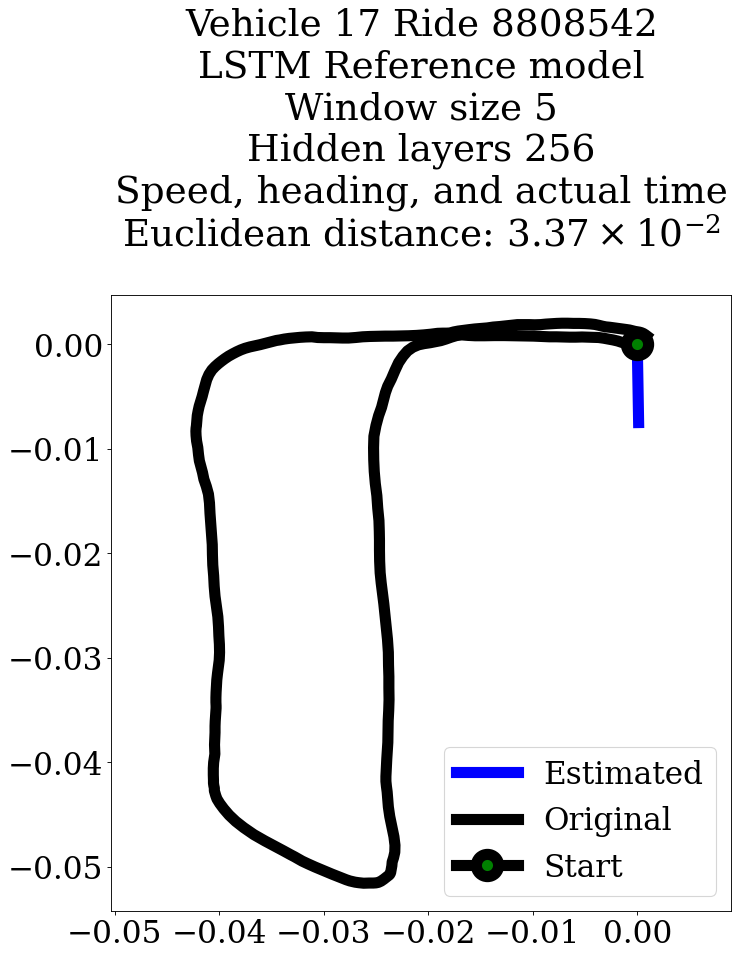 Vehicle 17 Ride 8808542
LSTM Reference model
Window size 5
Hidden layers 256
Speed, heading, and actual time
Euclidean distance: 3.37 × 10⁻²
0.00
−0.01
−0.02
−0.03
−0.04
−0.05
Estimated
Original
Start
−0.05 −0.04 −0.03 −0.02 −0.01 0.00